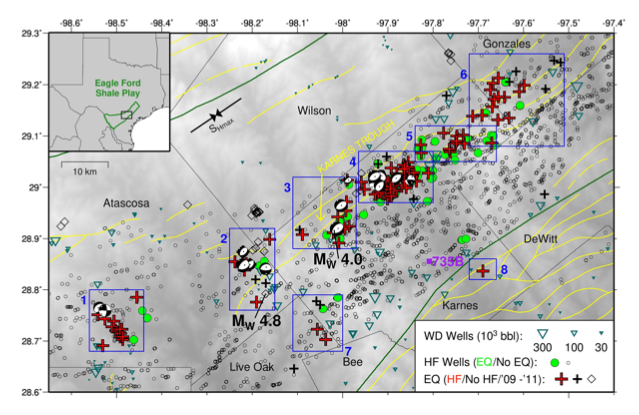 -98.6 -98.5 -98.4 -98.3 -98.2 -98.1 -98 -97.9 -97.8 -97.7 -97.6 -97.5 -97.4
29.3
Gonzales
Eagle Ford
Shale Play
6
29.2
Wilson
SHmax
5
29.1
KARNES TROUGH
10 km
4
3
29
Atascosa
2
28.9
DeWitt
MW 4.0
735B
8
28.8
1
Karnes
MW 4.8
WD Wells (10³ bbl):
300 100 30
28.7
7
HF Wells (EQ/No EQ):
Live Oak
Bee
EQ (HF/No HF/'09 -'11):
28.6